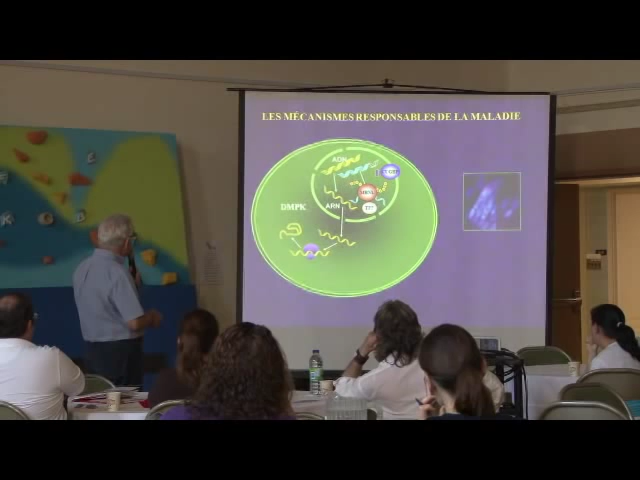 LES MÉCANISMES RESPONSABLES DE LA MALADIE
ADN
DMPK
ARN